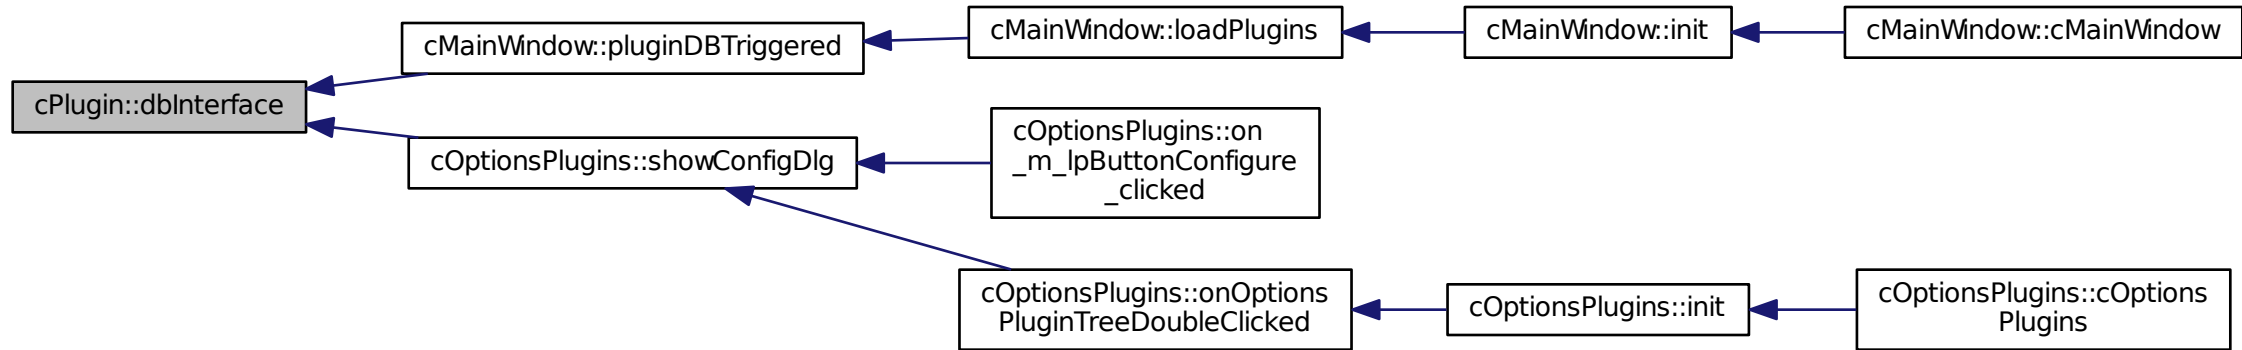 cPlugin::dbInterface
cMainWindow::pluginDBTriggered
cMainWindow::loadPlugins
cMainWindow::init
cMainWindow::cMainWindow
cOptionsPlugins::showConfigDlg
cOptionsPlugins::on
_m_lpButtonConfigure
_clicked
cOptionsPlugins::onOptions
PluginTreeDoubleClicked
cOptionsPlugins::init
cOptionsPlugins::cOptions
Plugins